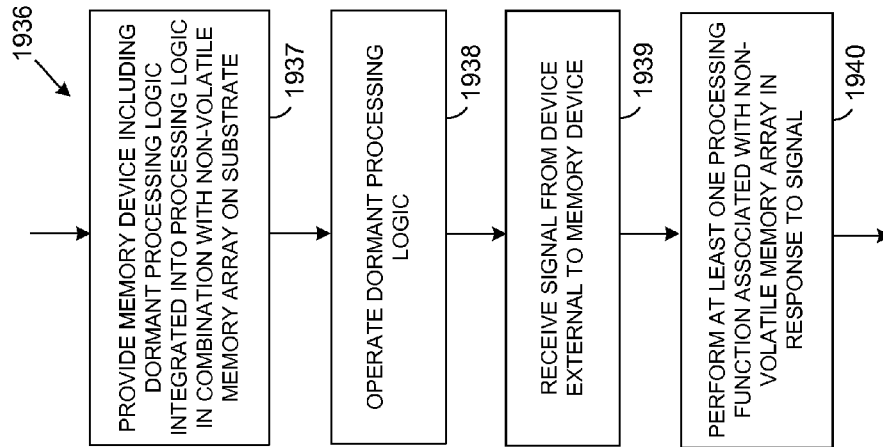 1936
PROVIDE MEMORY DEVICE INCLUDING
DORMANT PROCESSING LOGIC
INTEGRATED INTO PROCESSING LOGIC
IN COMBINATION WITH NON-VOLATILE
MEMORY ARRAY ON SUBSTRATE
1937
OPERATE DORMANT PROCESSING
LOGIC
1938
RECEIVE SIGNAL FROM DEVICE
EXTERNAL TO MEMORY DEVICE
1939
PERFORM AT LEAST ONE PROCESSING
FUNCTION ASSOCIATED WITH NON-
VOLATILE MEMORY ARRAY IN
RESPONSE TO SIGNAL
1940